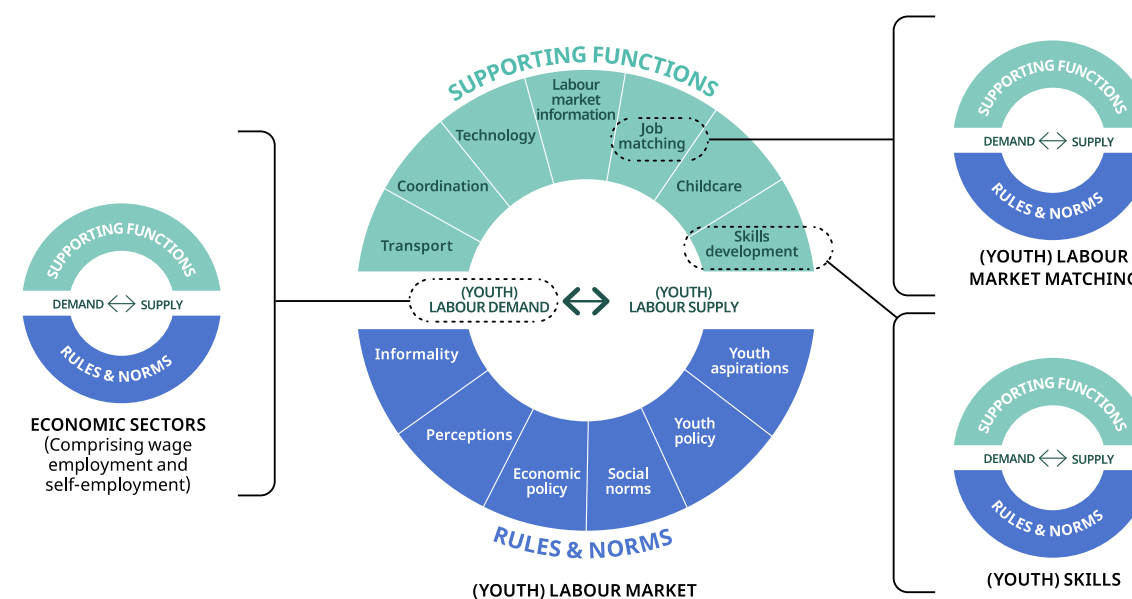 SUPPORTING FUNCTIONS
DEMAND
SUPPLY
RULES & NORMS
ECONOMIC SECTORS
(Comprising wage
employment and
self-employment)
SUPPORTING FUNCTIONS
Transport
Coordination
Technology
Labour
market
information
Job
matching
Childcare
Skills
development
(YOUTH)
LABOUR DEMAND
(YOUTH)
LABOUR SUPPLY
Informality
Perceptions
Economic
policy
Social
norms
Youth
policy
Youth
aspirations
RULES & NORMS
(YOUTH) LABOUR MARKET
SUPPORTING FUNCTIONS
DEMAND
SUPPLY
RULES & NORMS
(YOUTH) LABOUR
MARKET MATCHING
SUPPORTING FUNCTIONS
DEMAND
SUPPLY
RULES & NORMS
(YOUTH) SKILLS